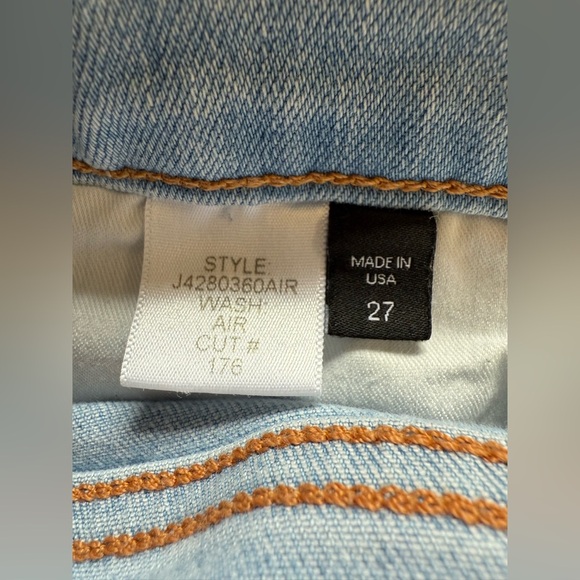 STYLE:
J4280360AIR
WASH:
AIR
CUT #
176
MADE IN
USA
27